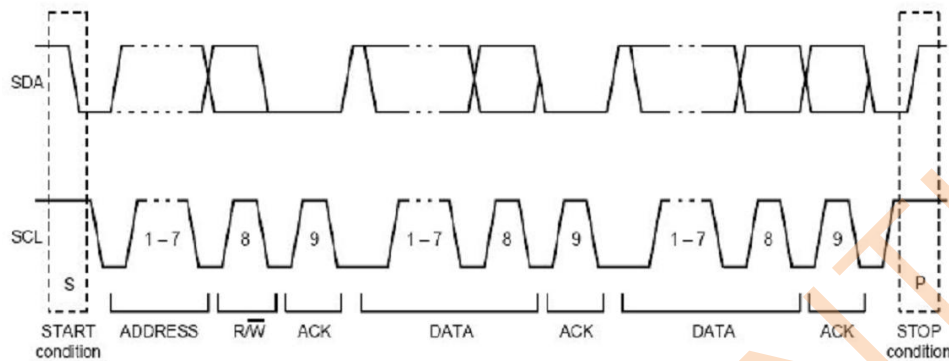 SDA
SCL
1 – 7 8 9 1 – 7 8 9 1 – 7 8 9
S P
START condition ADDRESS R/W̅ ACK DATA ACK DATA ACK STOP condition